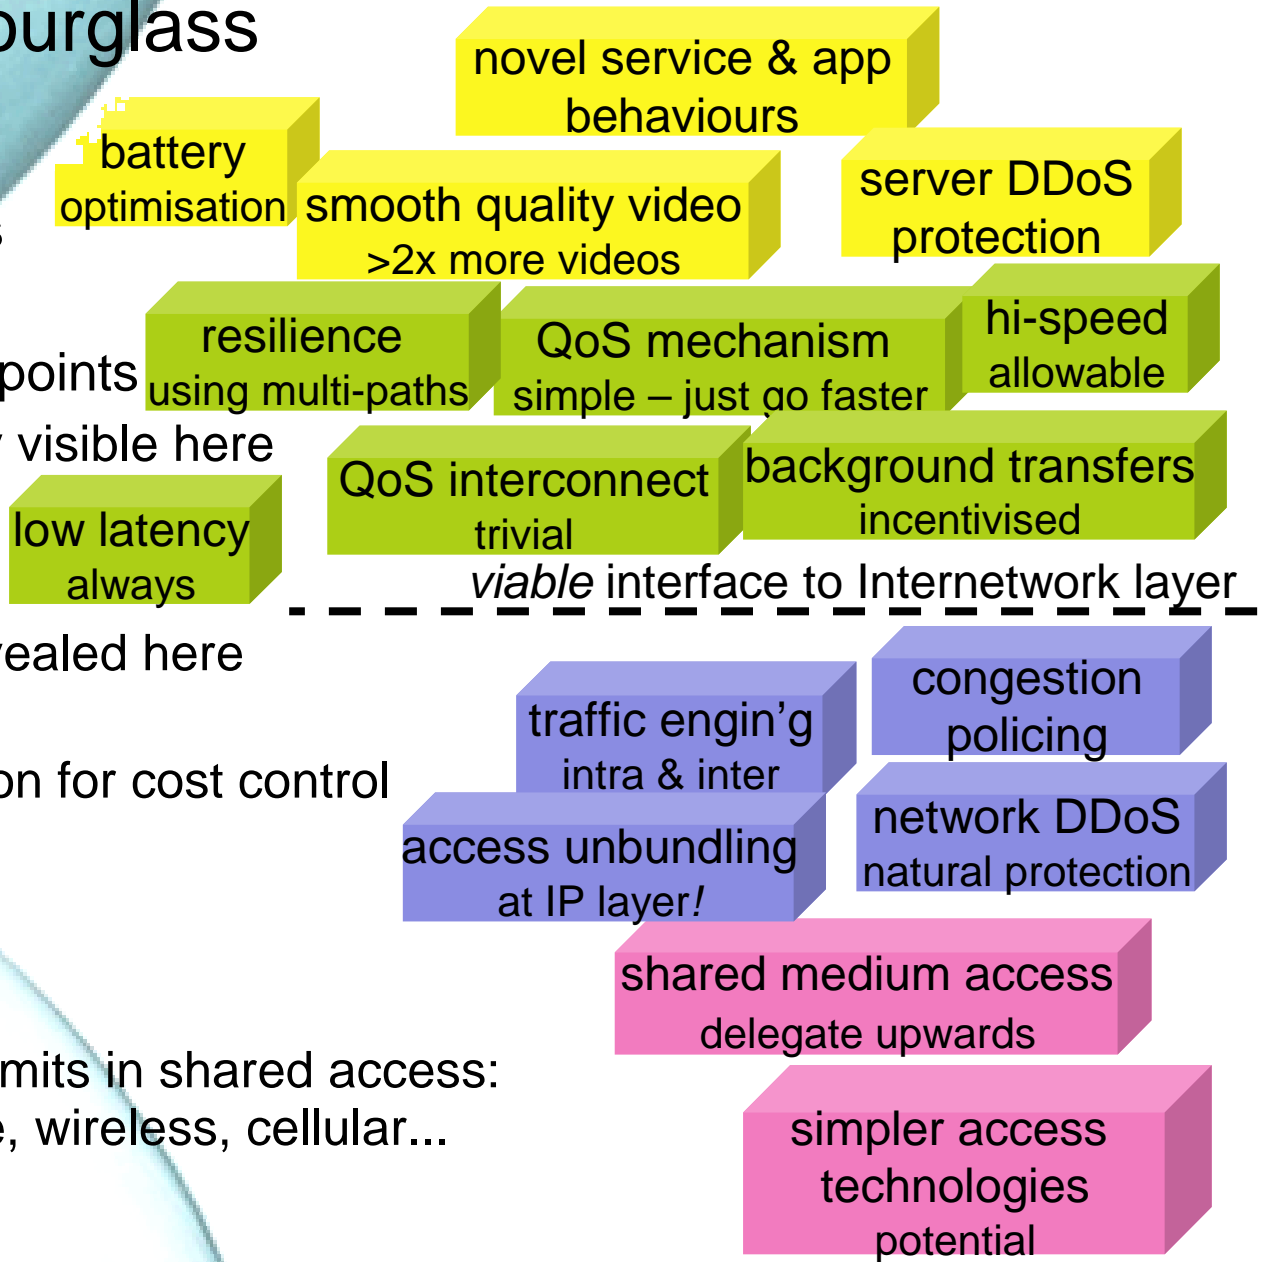 ourglass
novel service & app
behaviours
battery
optimisation
smooth quality video
>2x more videos
server DDoS
protection
s
resilience
using multi-paths
QoS mechanism
simple – just go faster
hi-speed
allowable
points
y visible here
QoS interconnect
trivial
background transfers
incentivised
low latency
always
viable interface to Internetwork layer
vealed here
congestion
policing
traffic engin'g
intra & inter
on for cost control
network DDoS
natural protection
access unbundling
at IP layer!
shared medium access
delegate upwards
mits in shared access:
e, wireless, cellular...
simpler access
technologies
potential